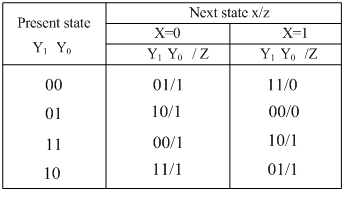 Present state
Y1 Y0
Next state x/z
X=0 X=1
Y1 Y0 / Z Y1 Y0 /Z
00 01/1 11/0
01 10/1 00/0
11 00/1 10/1
10 11/1 01/1